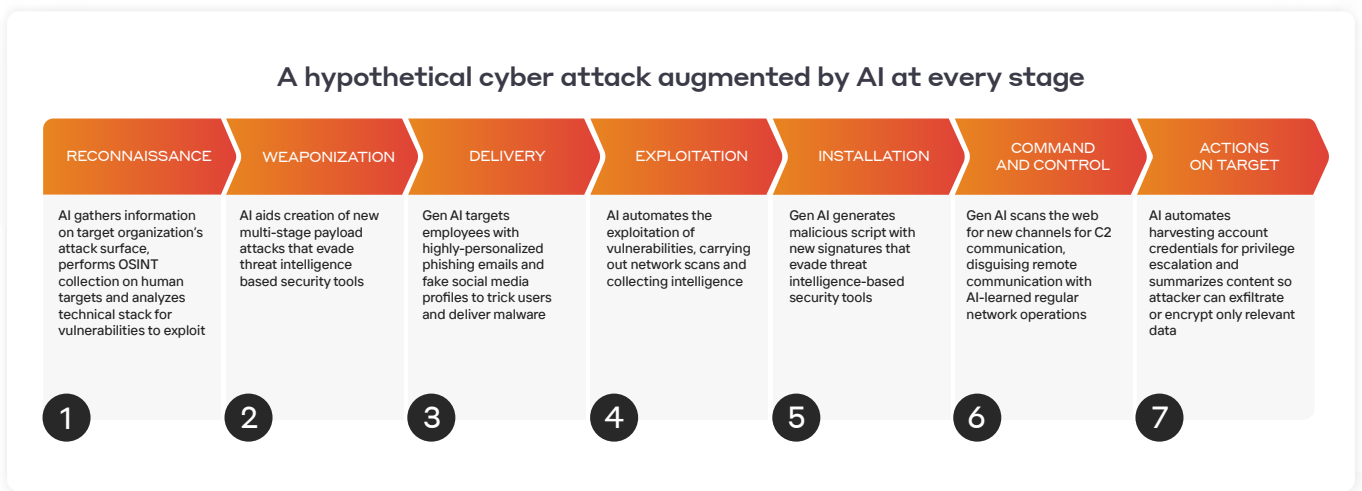 A hypothetical cyber attack augmented by AI at every stage
RECONNAISSANCE
AI gathers information
on target organization's
attack surface,
performs OSINT
collection on human
targets and analyzes
technical stack for
vulnerabilities to exploit
1
WEAPONIZATION
AI aids creation of new
multi-stage payload
attacks that evade
threat intelligence
based security tools
2
DELIVERY
Gen AI targets
employees with
highly-personalized
phishing emails and
fake social media
profiles to trick users
and deliver malware
3
EXPLOITATION
AI automates the
exploitation of
vulnerabilities, carrying
out network scans and
collecting intelligence
4
INSTALLATION
Gen AI generates
malicious script with
new signatures that
evade threat
intelligence-based
security tools
5
COMMAND
AND CONTROL
Gen AI scans the web
for new channels for C2
communication,
disguising remote
communication with
AI-learned regular
network operations
6
ACTIONS
ON TARGET
AI automates
harvesting account
credentials for privilege
escalation and
summarizes content so
attacker can exfiltrate
or encrypt only relevant
data
7